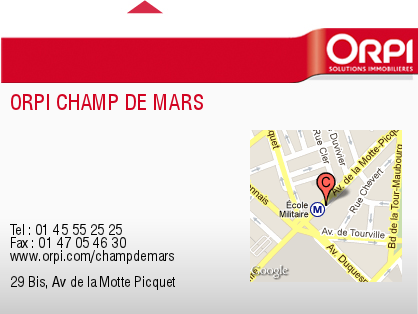 ORPI
SOLUTIONS IMMOBILIÈRES
ORPI CHAMP DE MARS
Rue Cler
Duvivier
Av. de la Motte-Picquet
Bd de la Tour-Maubourg
Rue Chevert
C
École
Militaire
M
Av. de Tourville
Av. Duquesne
Google
Tel : 01 45 55 25 25
Fax : 01 47 05 46 30
www.orpi.com/champdemars
29 Bis, Av de la Motte Picquet